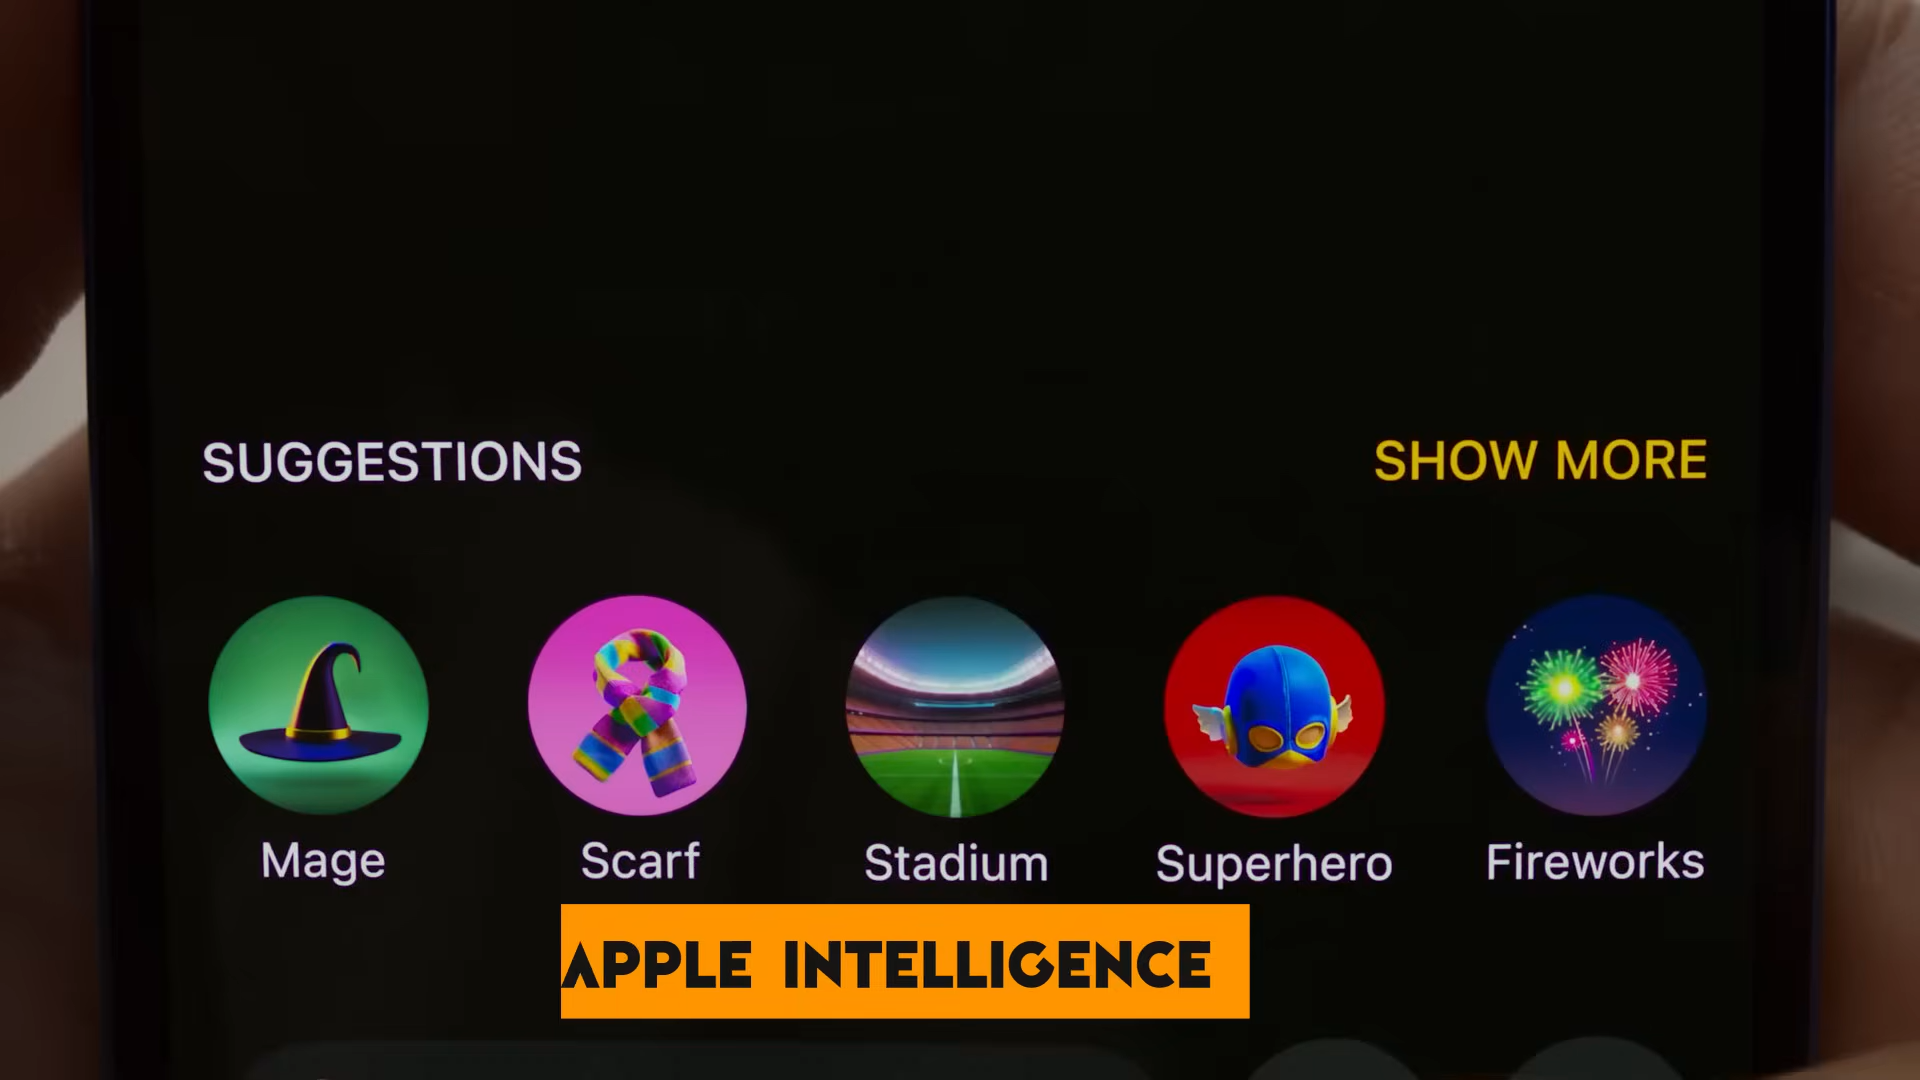 SUGGESTIONS SHOW MORE
Mage Scarf Stadium Superhero Fireworks
APPLE INTELLIGENCE